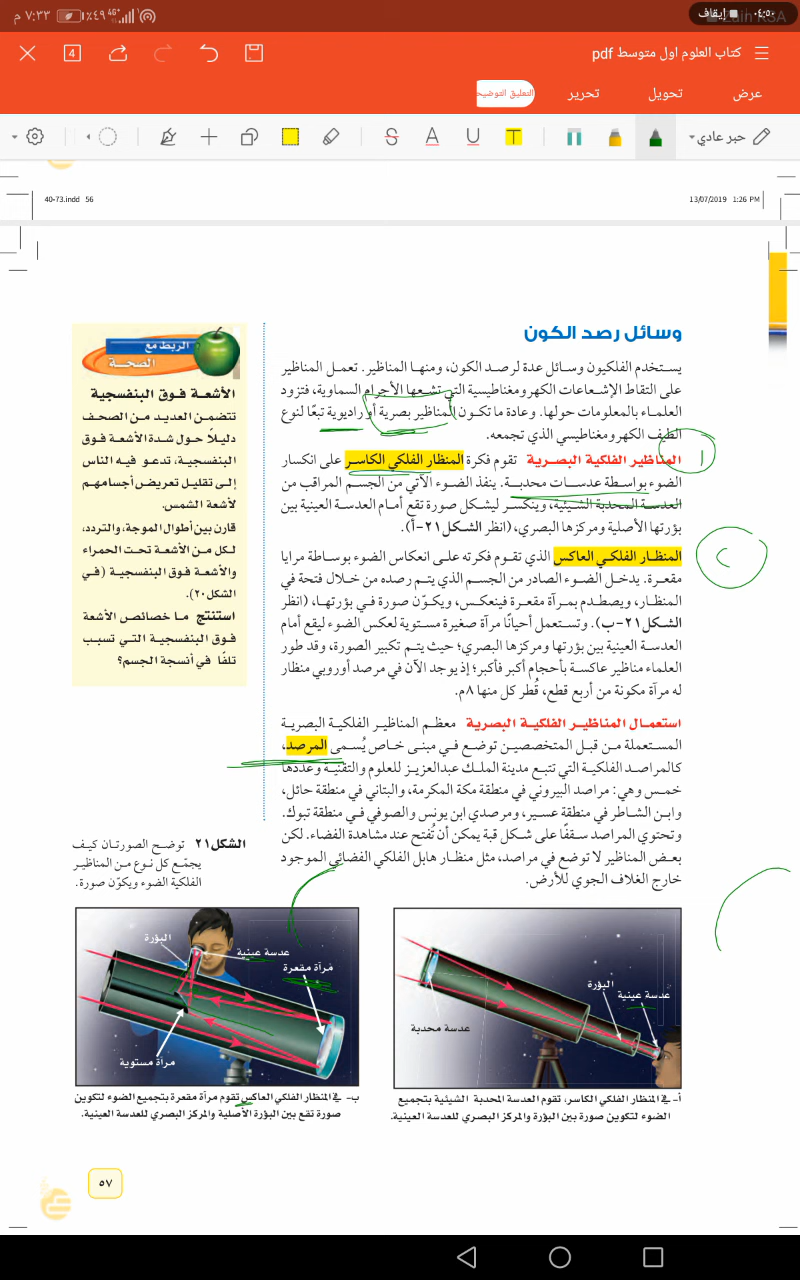 ٠٤:٥٠ ■ إيقاف
٧:٣٣ م
٤٩٪
4G
كتاب العلوم اول متوسط pdf
4
عرض
تحويل
تحرير
التعليق التوضيح
حبر عادي
40-73.indd 56
13/07/2019 1:26 PM
وسائل رصد الكون
يستخدم الفلكيون وسائل عدة لرصد الكون، ومنها المناظير. تعمل المناظير
على التقاط الإشعاعات الكهرومغناطيسية التي تشعها الأجرام السماوية، فتزود
العلماء بالمعلومات حولها. وعادة ما تكون المناظير بصرية أو راديوية تبعًا لنوع
الطيف الكهرومغناطيسي الذي تجمعه.
المناظير الفلكية البصرية تقوم فكرة المنظار الفلكي الكاسر على انكسار
الضوء بواسطة عدسات محدبة. ينفذ الضوء الآتي من الجسم المراقب من
العدسة المحدبة الشيئية، وينكسر ليشكل صورة تقع أمام العدسة العينية بين
بؤرتها الأصلية ومركزها البصري، (انظر الشكل ٢١-أ).
المنظار الفلكي العاكس الذي تقوم فكرته على انعكاس الضوء بوساطة مرايا
مقعرة. يدخل الضوء الصادر من الجسم الذي يتم رصده من خلال فتحة في
المنظار، ويصطدم بمرآة مقعرة فينعكس، ويكوّن صورة في بؤرتها، (انظر
الشكل ٢١-ب). وتستعمل أحيانًا مرآة صغيرة مستوية لعكس الضوء ليقع أمام
العدسة العينية بين بؤرتها ومركزها البصري؛ حيث يتم تكبير الصورة، وقد طور
العلماء مناظير عاكسة بأحجام أكبر فأكبر؛ إذ يوجد الآن في مرصد أوروبي منظار
له مرآة مكونة من أربع قطع، قُطر كل منها ٨م.
استعمال المناظير الفلكية البصرية معظم المناظير الفلكية البصرية
المستعملة من قبل المتخصصين توضع في مبنى خاص يُسمى المرصد،
كالمراصد الفلكية التي تتبع مدينة الملك عبدالعزيز للعلوم والتقنية وعددها
خمس وهي: مراصد البيروني في منطقة مكة المكرمة، والبتاني في منطقة حائل،
وابن الشاطر في منطقة عسير، ومرصدي ابن يونس والصوفي في منطقة تبوك.
وتحتوي المراصد سقفًا على شكل قبة يمكن أن تُفتح عند مشاهدة الفضاء. لكن
بعض المناظير لا توضع في مراصد، مثل منظار هابل الفلكي الفضائي الموجود
خارج الغلاف الجوي للأرض.
الربط مع
الصحة
الأشعة فوق البنفسجية
تتضمن العديد من الصحف
دليلًا حول شدة الأشعة فوق
البنفسجية، تدعو فيه الناس
إلى تقليل تعريض أجسامهم
لأشعة الشمس.
قارن بين أطوال الموجة، والتردد،
لكل من الأشعة تحت الحمراء
والأشعة فوق البنفسجية (في
الشكل ٢٠).
استنتج ما خصائص الأشعة
فوق البنفسجية التي تسبب
تلفًا في أنسجة الجسم؟
الشكل ٢١ توضح الصورتان كيف
يجمّع كل نوع من المناظير
الفلكية الضوء ويكوّن صورة.
البؤرة
عدسة عينية
عدسة محدبة
البؤرة
عدسة عينية
مرآة مقعرة
مرآة مستوية
أ- في المنظار الفلكي الكاسر، تقوم العدسة المحدبة الشيئية بتجميع
الضوء لتكوين صورة بين البؤرة والمركز البصري للعدسة العينية.
ب- في المنظار الفلكي العاكس تقوم مرآة مقعرة بتجميع الضوء لتكوين
صورة تقع بين البؤرة الأصلية والمركز البصري للعدسة العينية.
٥٧